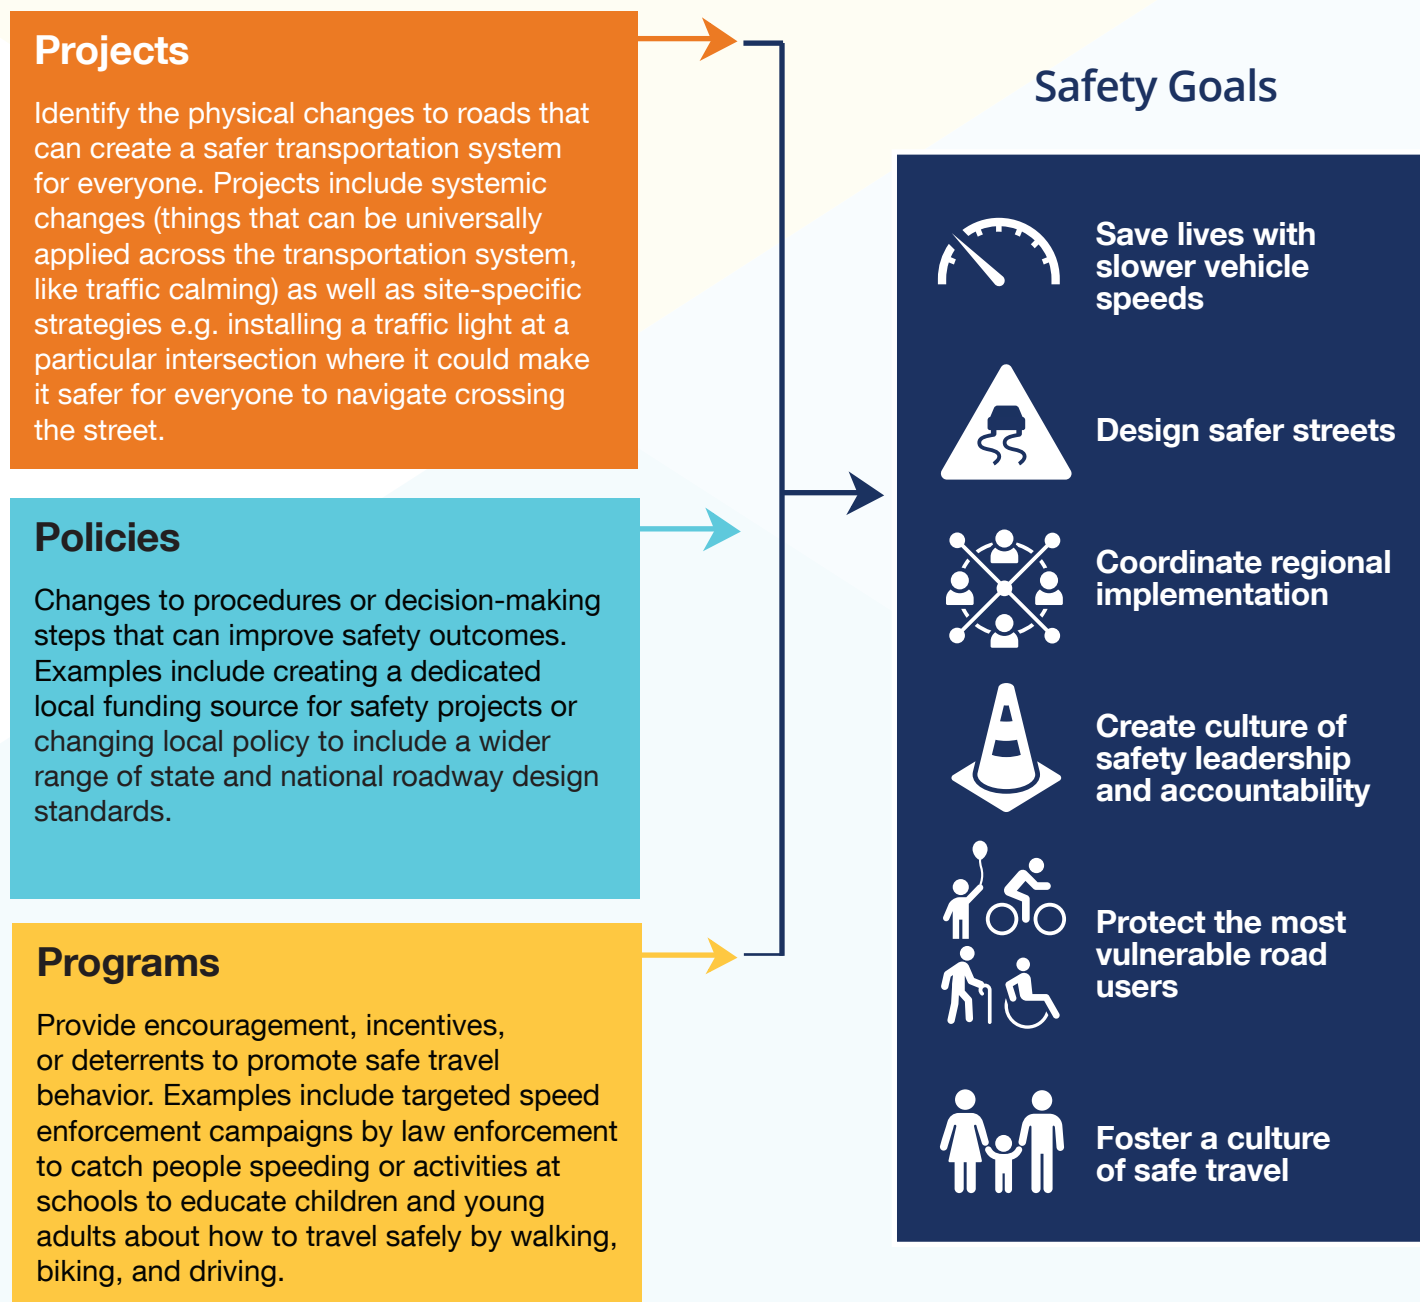 Projects
Identify the physical changes to roads that
can create a safer transportation system
for everyone. Projects include systemic
changes (things that can be universally
applied across the transportation system,
like traffic calming) as well as site-specific
strategies e.g. installing a traffic light at a
particular intersection where it could make
it safer for everyone to navigate crossing
the street.
Policies
Changes to procedures or decision-making
steps that can improve safety outcomes.
Examples include creating a dedicated
local funding source for safety projects or
changing local policy to include a wider
range of state and national roadway design
standards.
Programs
Provide encouragement, incentives,
or deterrents to promote safe travel
behavior. Examples include targeted speed
enforcement campaigns by law enforcement
to catch people speeding or activities at
schools to educate children and young
adults about how to travel safely by walking,
biking, and driving.
Safety Goals
Save lives with
slower vehicle
speeds
Design safer streets
Coordinate regional
implementation
Create culture of
safety leadership
and accountability
Protect the most
vulnerable road
users
Foster a culture
of safe travel